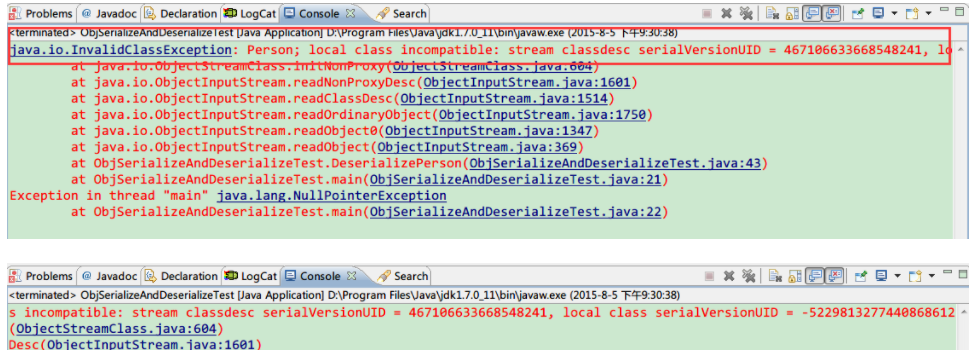 Problems @ Javadoc Declaration LogCat Console Search
<terminated> ObjSerializeAndDeserializeTest [Java Application] D:\Program Files\Java\jdk1.7.0_11\bin\javaw.exe (2015-8-5 下午9:30:38)
java.io.InvalidClassException: Person; local class incompatible: stream classdesc serialVersionUID = 467106633668548241, lo
at java.io.ObjectStreamClass.initNonProxy(ObjectStreamClass.java:604)
at java.io.ObjectInputStream.readNonProxyDesc(ObjectInputStream.java:1601)
at java.io.ObjectInputStream.readClassDesc(ObjectInputStream.java:1514)
at java.io.ObjectInputStream.readOrdinaryObject(ObjectInputStream.java:1750)
at java.io.ObjectInputStream.readObject0(ObjectInputStream.java:1347)
at java.io.ObjectInputStream.readObject(ObjectInputStream.java:369)
at ObjSerializeAndDeserializeTest.DeserializePerson(ObjSerializeAndDeserializeTest.java:43)
at ObjSerializeAndDeserializeTest.main(ObjSerializeAndDeserializeTest.java:21)
Exception in thread "main" java.lang.NullPointerException
at ObjSerializeAndDeserializeTest.main(ObjSerializeAndDeserializeTest.java:22)
Problems @ Javadoc Declaration LogCat Console Search
<terminated> ObjSerializeAndDeserializeTest [Java Application] D:\Program Files\Java\jdk1.7.0_11\bin\javaw.exe (2015-8-5 下午9:30:38)
s incompatible: stream classdesc serialVersionUID = 467106633668548241, local class serialVersionUID = -5229813277440868612
(ObjectStreamClass.java:604)
Desc(ObjectInputStream.java:1601)